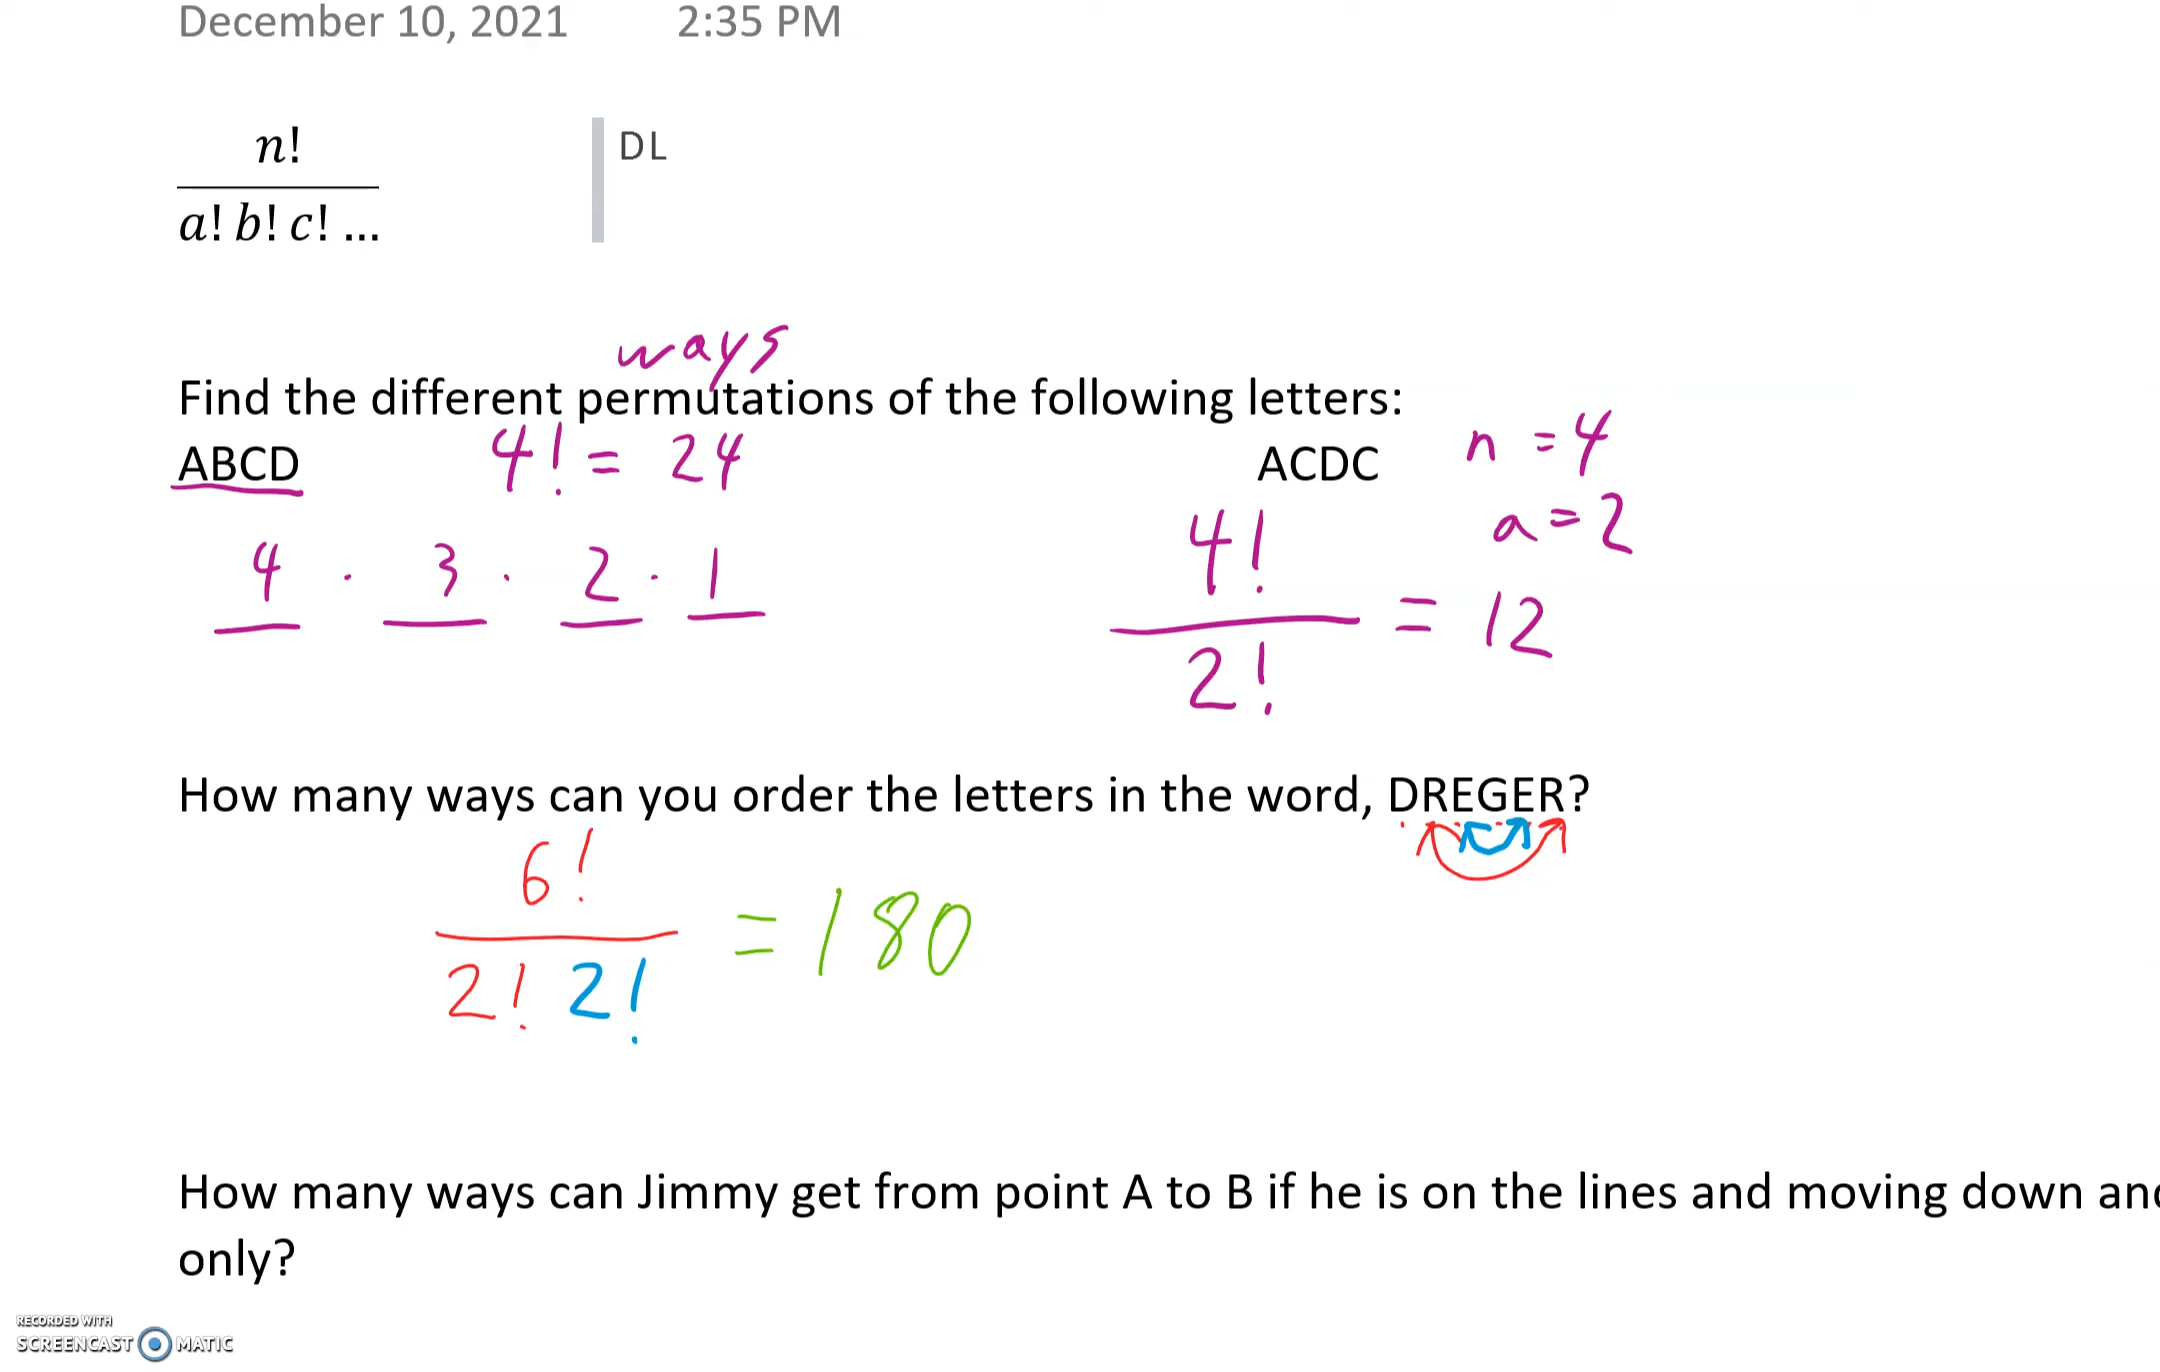 December 10, 2021 2:35 PM
n!
a! b! c! ...
DL
ways
Find the different permutations of the following letters:
ABCD 4! = 24
4 · 3 · 2 · 1
ACDC n = 4
a = 2
4!
2!
= 12
How many ways can you order the letters in the word, DREGER?
6!
2! 2!
= 180
How many ways can Jimmy get from point A to B if he is on the lines and moving down
only?
RECORDED WITH
SCREENCAST MATIC